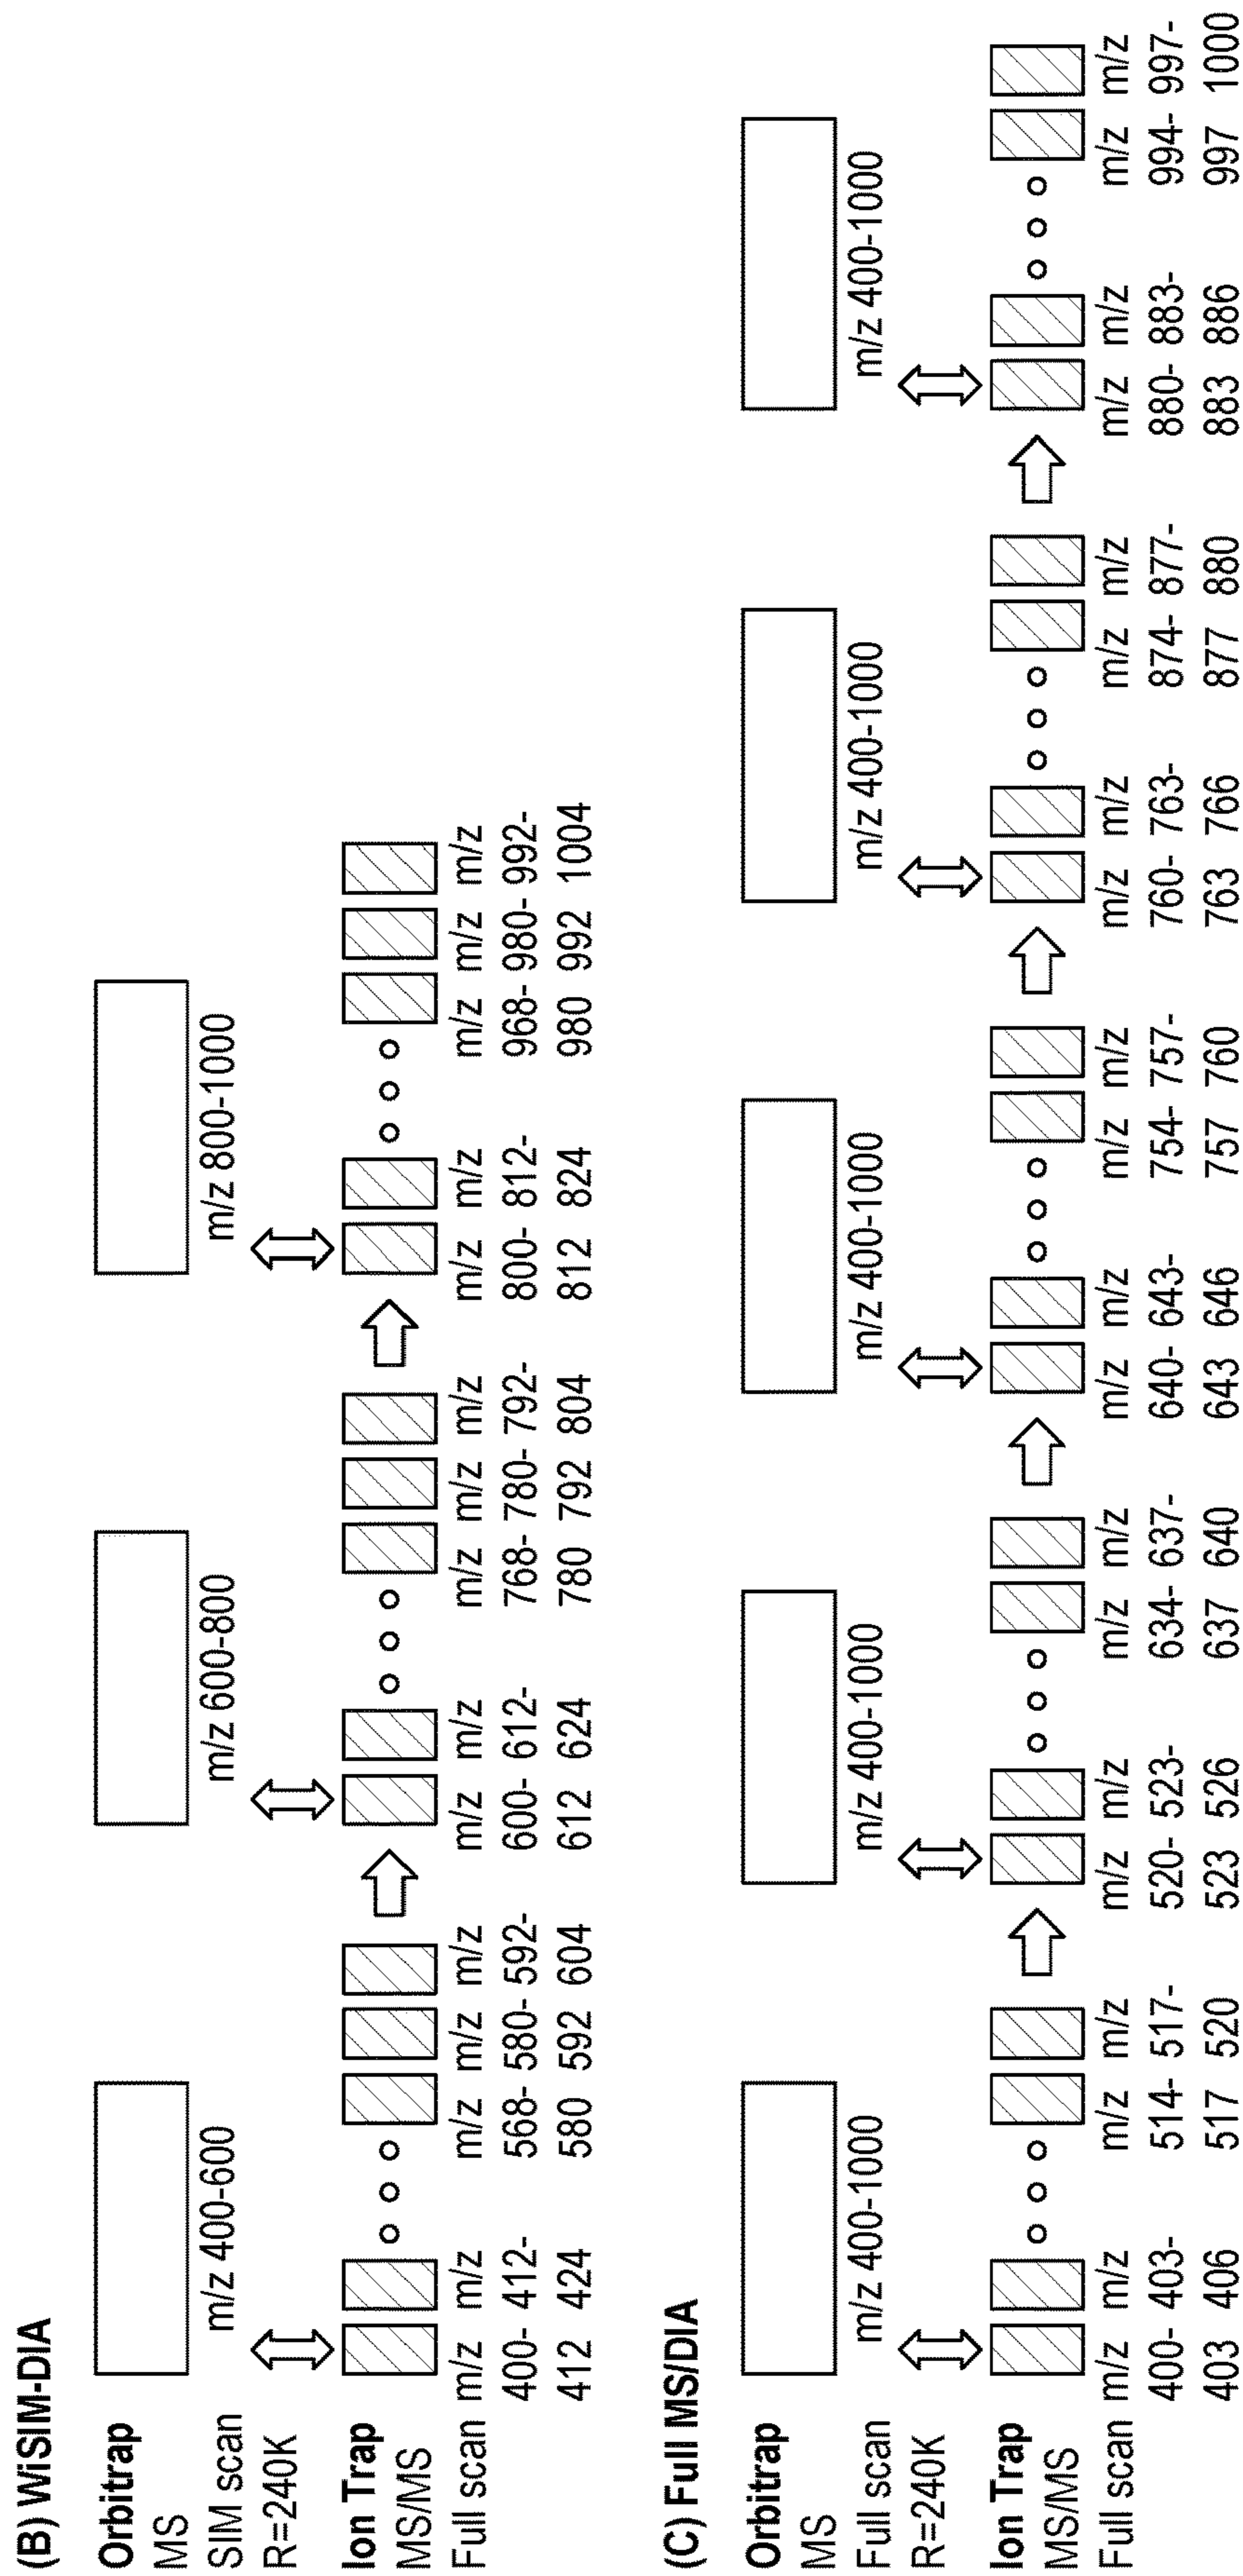 (B) WiSIM-DIA
Orbitrap
MS
SIM scan
R=240K
m/z 400-600
m/z 600-800
m/z 800-1000
Ion Trap
MS/MS
Full scan
m/z m/z m/z m/z m/z m/z m/z m/z m/z m/z m/z m/z m/z m/z
400- 412- 568- 580- 592- 600- 612- 768- 780- 792- 800- 812- 968- 980- 992-
412 424 580 592 604 612 624 780 792 804 812 824 980 992 1004
(C) Full MS/DIA
Orbitrap
MS
Full scan
R=240K
m/z 400-1000 m/z 400-1000 m/z 400-1000 m/z 400-1000 m/z 400-1000
Ion Trap
MS/MS
Full scan
m/z m/z m/z m/z m/z m/z m/z m/z m/z m/z m/z m/z m/z m/z m/z m/z m/z m/z m/z m/z
400- 403- 514- 517- 520- 523- 634- 637- 640- 643- 754- 757- 760- 763- 874- 877- 880- 883- 994- 997-
403 406 517 520 523 526 637 640 643 646 757 760 763 766 877 880 883 886 997 1000